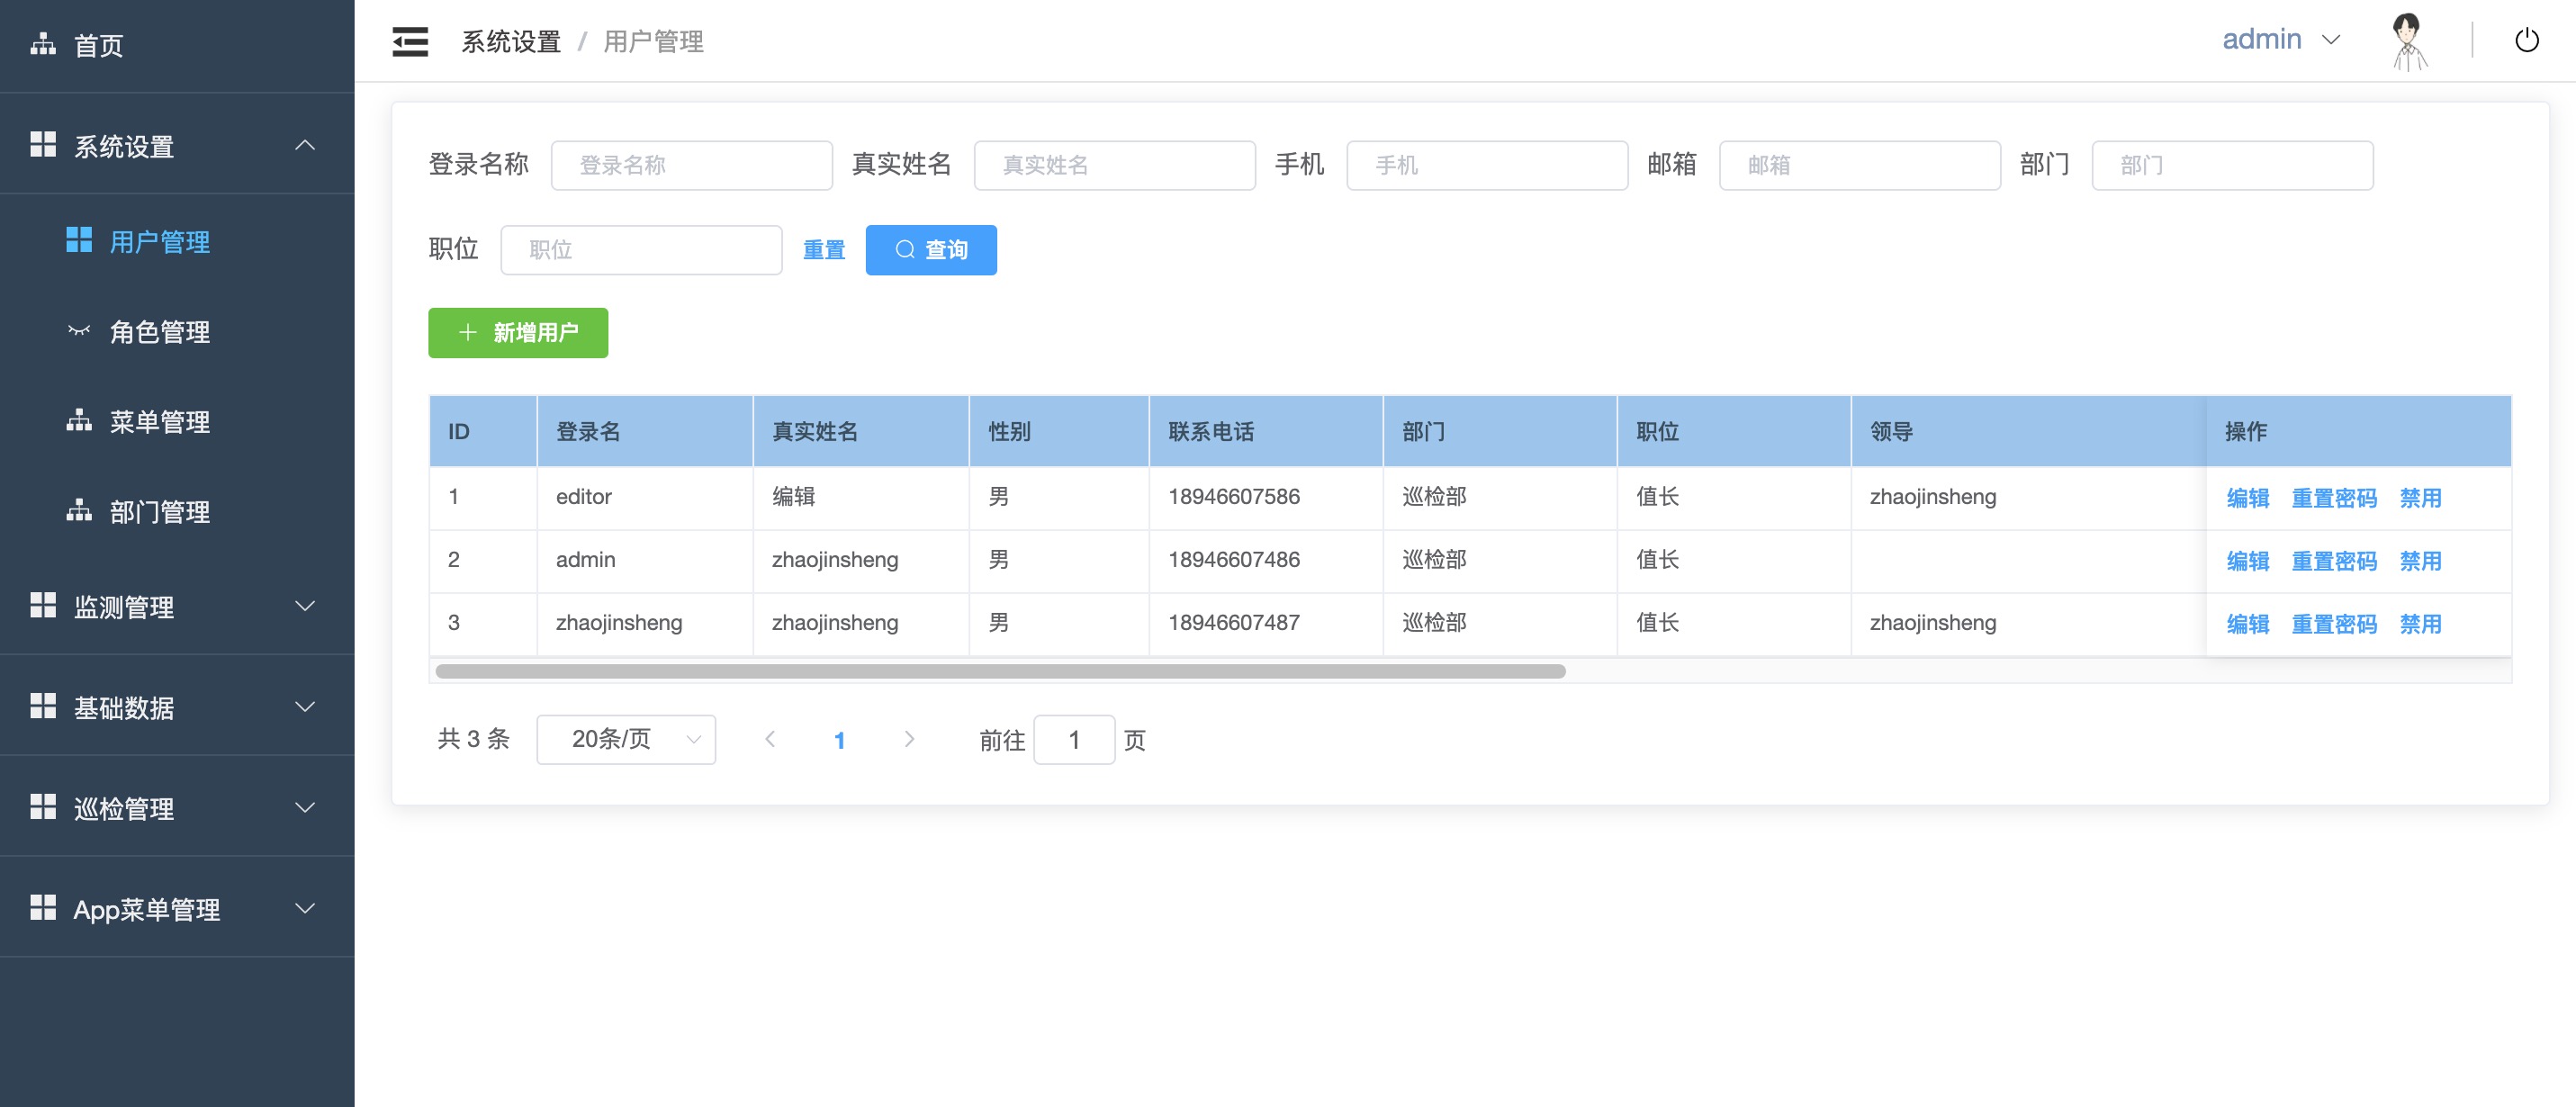 首页
系统设置
用户管理
角色管理
菜单管理
部门管理
监测管理
基础数据
巡检管理
App菜单管理
系统设置 / 用户管理
admin
登录名称 登录名称 真实姓名 真实姓名 手机 手机 邮箱 邮箱 部门 部门
职位 职位 重置 查询
新增用户
ID 登录名 真实姓名 性别 联系电话 部门 职位 领导 操作
1 editor 编辑 男 18946607586 巡检部 值长 zhaojinsheng 编辑 重置密码 禁用
2 admin zhaojinsheng 男 18946607486 巡检部 值长 编辑 重置密码 禁用
3 zhaojinsheng zhaojinsheng 男 18946607487 巡检部 值长 zhaojinsheng 编辑 重置密码 禁用
共 3 条 20条/页 1 前往 1 页